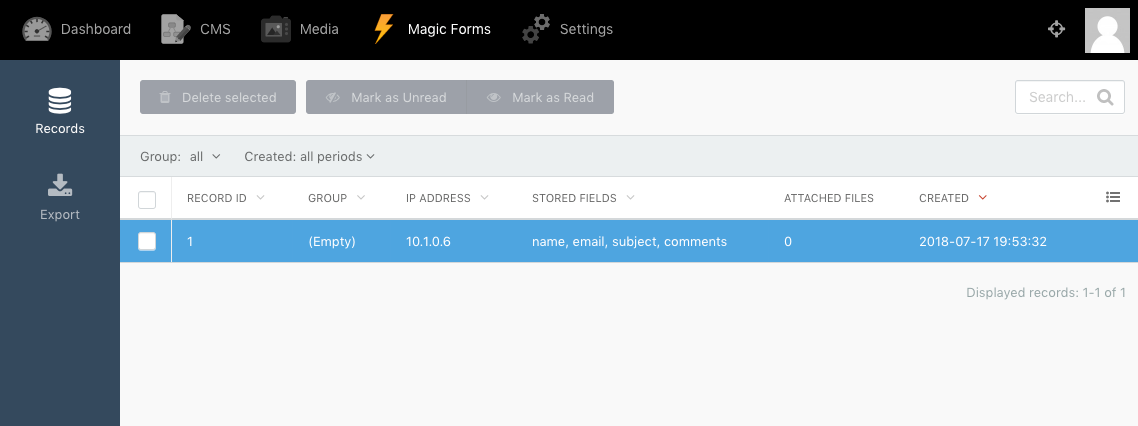 Dashboard CMS Media Magic Forms Settings
Records
Export
Delete selected Mark as Unread Mark as Read Search...
Group: all Created: all periods
RECORD ID GROUP IP ADDRESS STORED FIELDS ATTACHED FILES CREATED
1 (Empty) 10.1.0.6 name, email, subject, comments 0 2018-07-17 19:53:32
Displayed records: 1-1 of 1